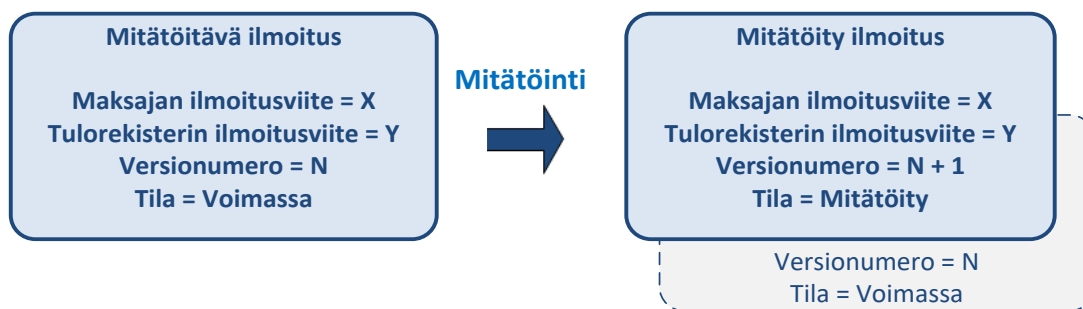 Mitätöitävä ilmoitus
Maksajan ilmoitusviite = X
Tulorekisterin ilmoitusviite = Y
Versionumero = N
Tila = Voimassa
Mitätöinti
Mitätöity ilmoitus
Maksajan ilmoitusviite = X
Tulorekisterin ilmoitusviite = Y
Versionumero = N + 1
Tila = Mitätöity
Versionumero = N
Tila = Voimassa